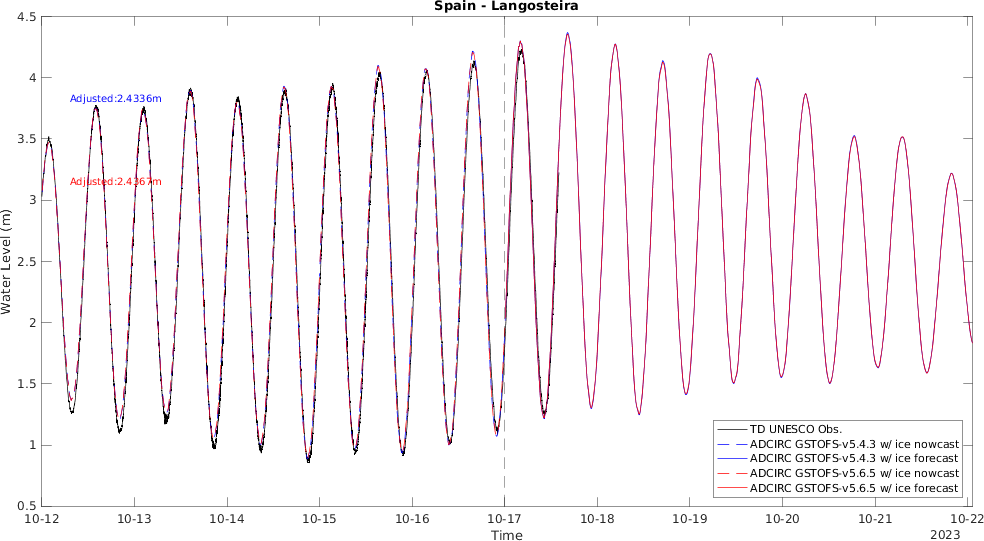 Spain - Langosteira
4.5
4
3.5
3
2.5
2
1.5
1
0.5
Water Level (m)
Adjusted:2.4336m
Adjusted:2.4367m
TD UNESCO Obs.
ADCIRC GSTOFS-v5.4.3 w/ ice nowcast
ADCIRC GSTOFS-v5.4.3 w/ ice forecast
ADCIRC GSTOFS-v5.6.5 w/ ice nowcast
ADCIRC GSTOFS-v5.6.5 w/ ice forecast
10-12 10-13 10-14 10-15 10-16 10-17 10-18 10-19 10-20 10-21 10-22
Time
2023